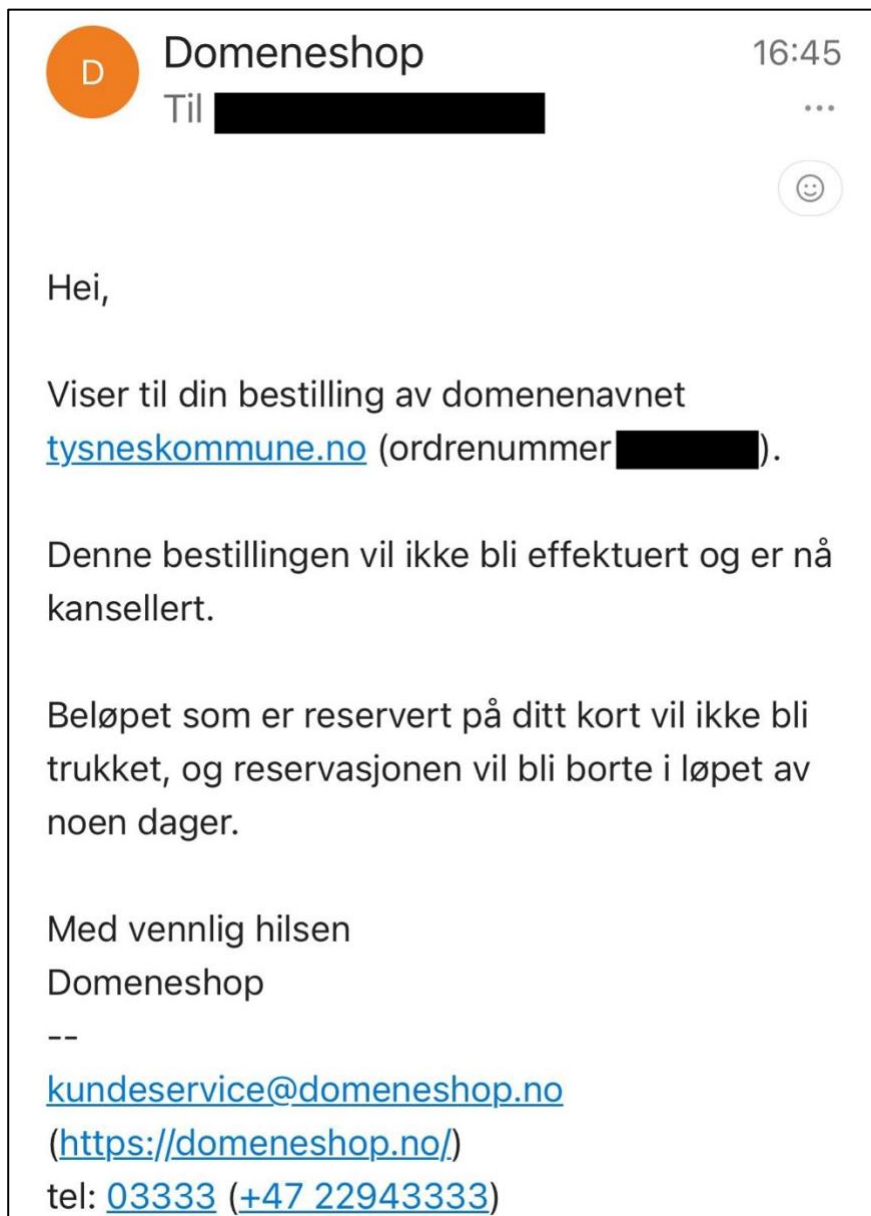 D
Domeneshop
16:45
Til
...
Hei,
Viser til din bestilling av domenenavnet
tysneskommune.no (ordrenummer ).
Denne bestillingen vil ikke bli effektuert og er nå
kansellert.
Beløpet som er reservert på ditt kort vil ikke bli
trukket, og reservasjonen vil bli borte i løpet av
noen dager.
Med vennlig hilsen
Domeneshop
--
kundeservice@domeneshop.no
(https://domeneshop.no/)
tel: 03333 (+47 22943333)